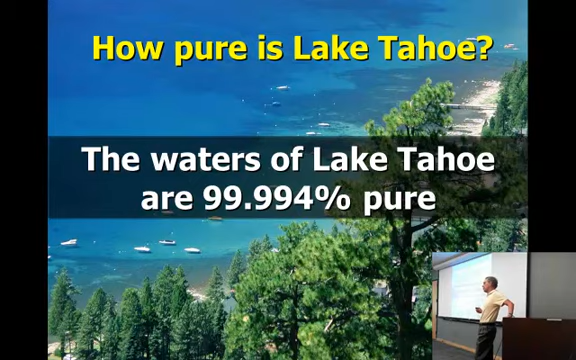 How pure is Lake Tahoe?
The waters of Lake Tahoe
are 99.994% pure